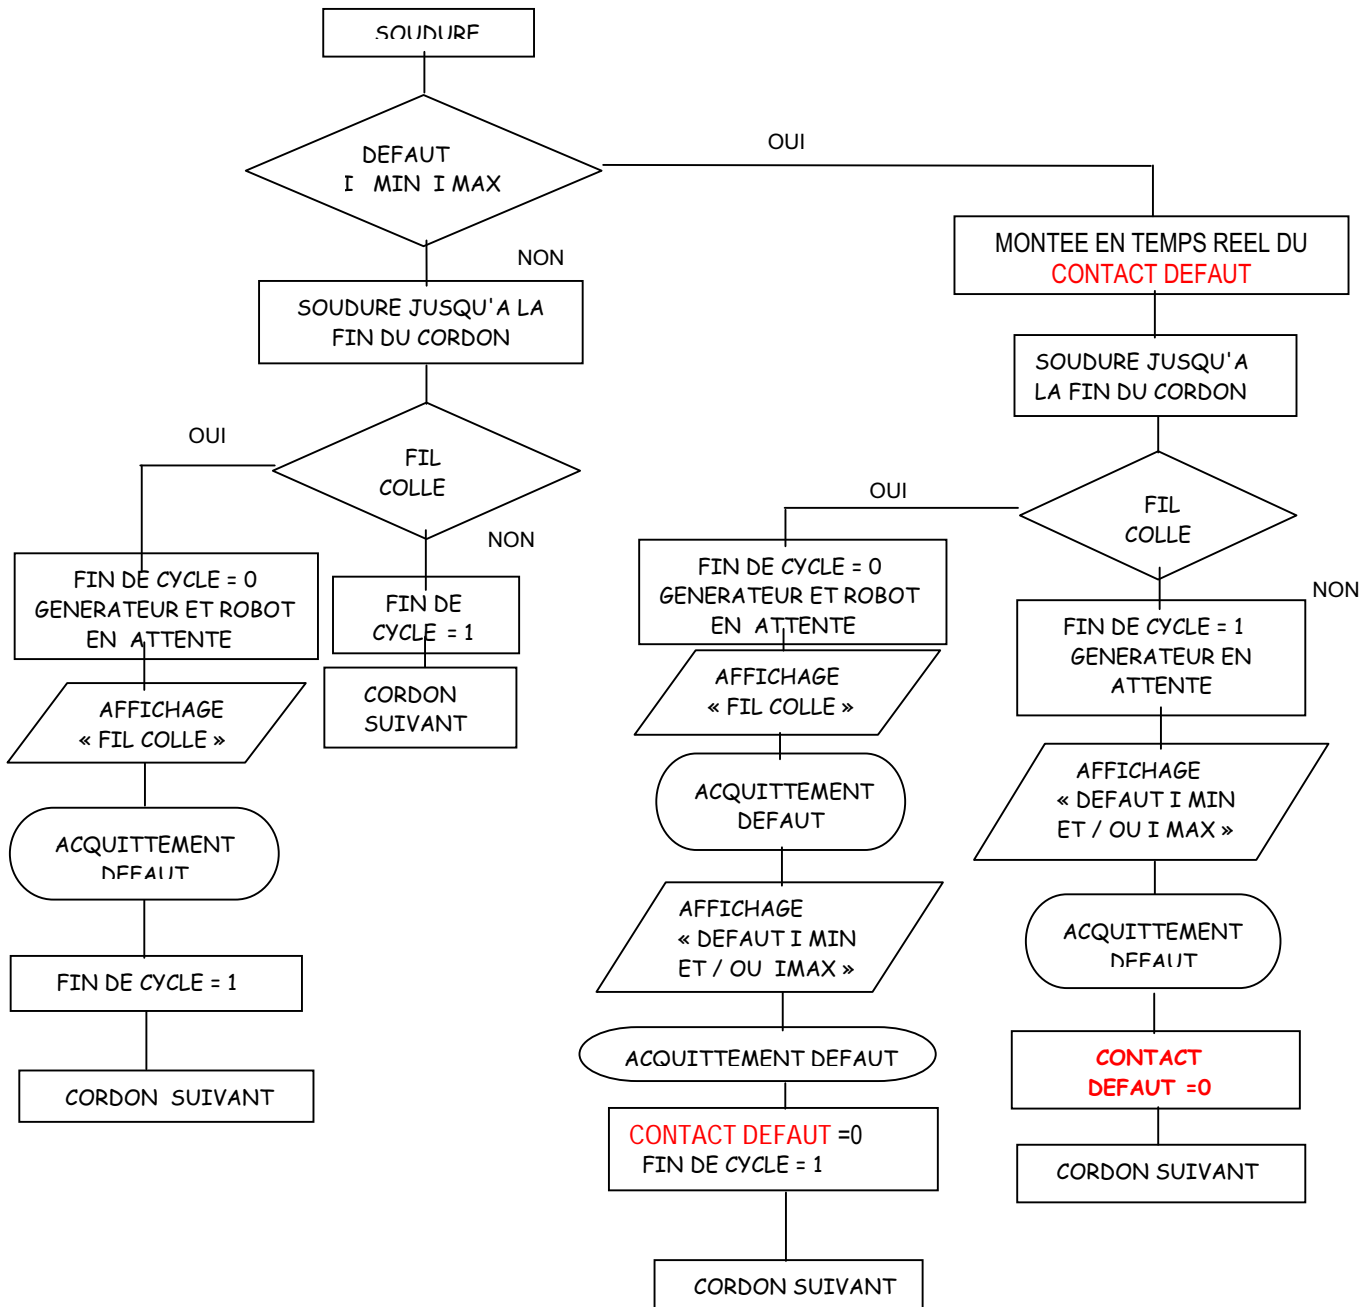 SOUDURE
OUI
DEFAUT
I MIN I MAX
NON
MONTEE EN TEMPS REEL DU
CONTACT DEFAUT
SOUDURE JUSQU'A LA
FIN DU CORDON
SOUDURE JUSQU'A
LA FIN DU CORDON
OUI
FIL
COLLE
NON
OUI
FIL
COLLE
NON
FIN DE CYCLE = 0
GENERATEUR ET ROBOT
EN ATTENTE
FIN DE
CYCLE = 1
FIN DE CYCLE = 0
GENERATEUR ET ROBOT
EN ATTENTE
FIN DE CYCLE = 1
GENERATEUR EN
ATTENTE
AFFICHAGE
« FIL COLLE »
CORDON
SUIVANT
AFFICHAGE
« FIL COLLE »
AFFICHAGE
« DEFAUT I MIN
ET / OU I MAX »
ACQUITTEMENT
DEFAUT
ACQUITTEMENT
DEFAUT
ACQUITTEMENT
DEFAUT
FIN DE CYCLE = 1
AFFICHAGE
« DEFAUT I MIN
ET / OU IMAX »
CORDON SUIVANT
ACQUITTEMENT DEFAUT
CONTACT
DEFAUT =0
CONTACT DEFAUT =0
FIN DE CYCLE = 1
CORDON SUIVANT
CORDON SUIVANT